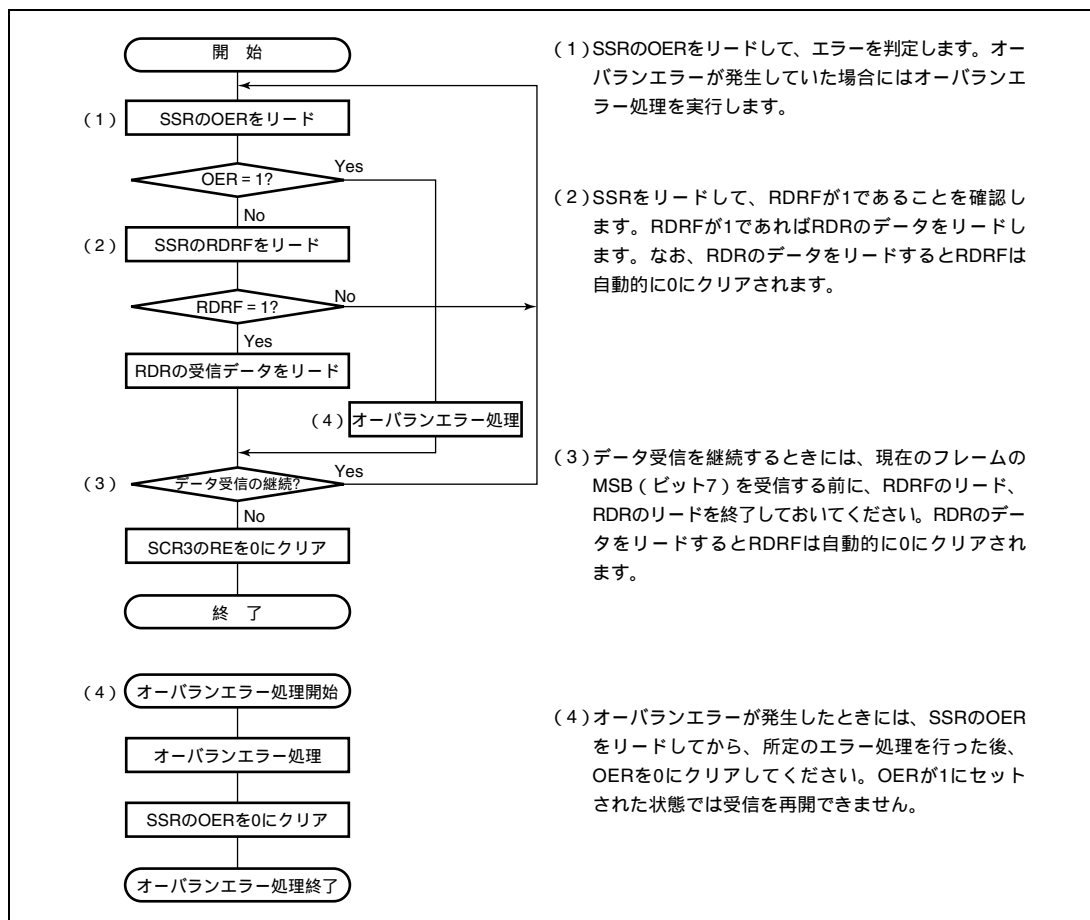 開 始
(1) SSRのOERをリード
OER = 1?
Yes
No
(2) SSRのRDRFをリード
RDRF = 1?
No
Yes
RDRの受信データをリード
(4) オーバランエラー処理
(3) データ受信の継続?
Yes
No
SCR3のREを0にクリア
終 了
(4) オーバランエラー処理開始
オーバランエラー処理
SSRのOERを0にクリア
オーバランエラー処理終了
(1)SSRのOERをリードして、エラーを判定します。オー
バランエラーが発生していた場合にはオーバランエ
ラー処理を実行します。
(2)SSRをリードして、RDRFが1であることを確認し
ます。RDRFが1であればRDRのデータをリードし
ます。なお、RDRのデータをリードするとRDRFは
自動的に0にクリアされます。
(3)データ受信を継続するときには、現在のフレームの
MSB(ビット7)を受信する前に、RDRFのリード、
RDRのリードを終了しておいてください。RDRのデー
タをリードするとRDRFは自動的に0にクリアされ
ます。
(4)オーバランエラーが発生したときには、SSRのOER
をリードしてから、所定のエラー処理を行った後、
OERを0にクリアしてください。OERが1にセット
された状態では受信を再開できません。